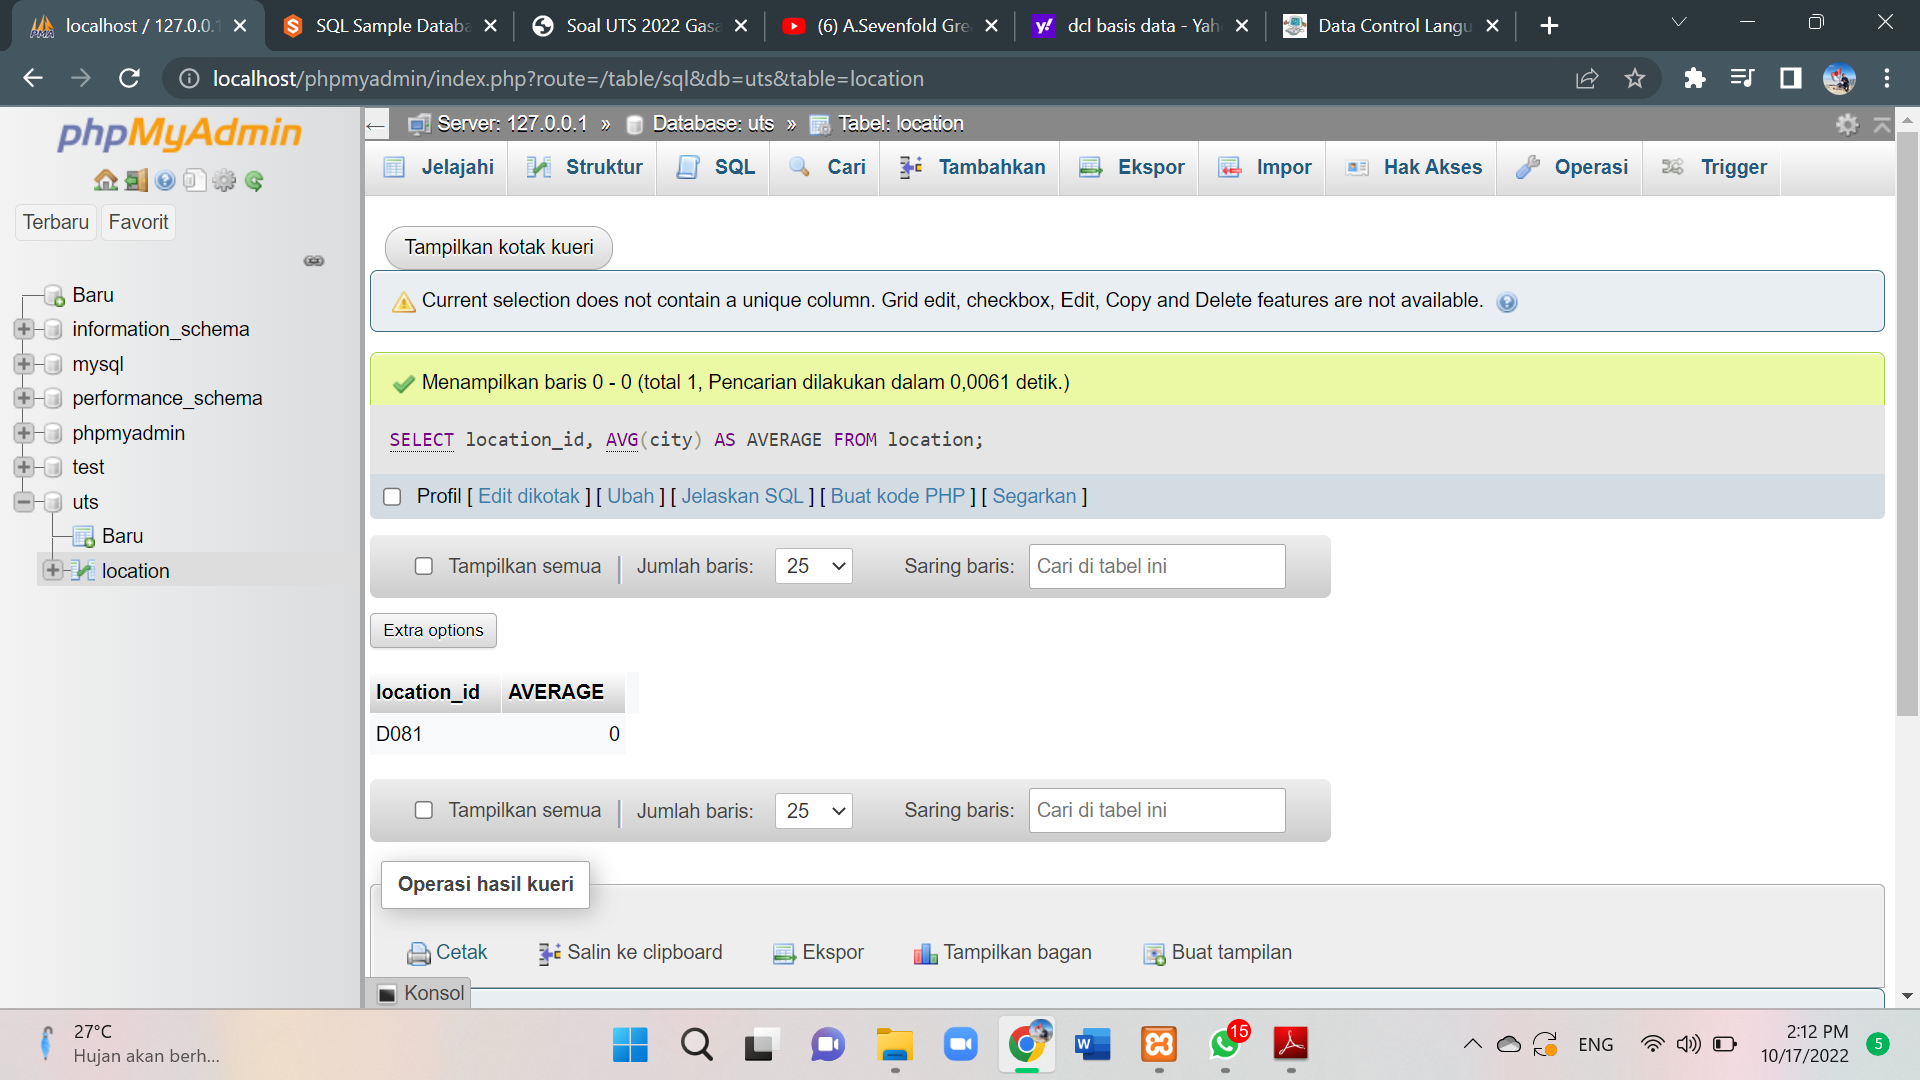 localhost / 127.0.0.1
SQL Sample Databa
Soal UTS 2022 Gasa
(6) A.Sevenfold Gre
dcl basis data - Yah
Data Control Langu
localhost/phpmyadmin/index.php?route=/table/sql&db=uts&table=location
phpMyAdmin
Terbaru
Favorit
Baru
information_schema
mysql
performance_schema
phpmyadmin
test
uts
Baru
location
Server: 127.0.0.1 » Database: uts » Tabel: location
Jelajahi
Struktur
SQL
Cari
Tambahkan
Ekspor
Impor
Hak Akses
Operasi
Trigger
Tampilkan kotak kueri
Current selection does not contain a unique column. Grid edit, checkbox, Edit, Copy and Delete features are not available.
Menampilkan baris 0 - 0 (total 1, Pencarian dilakukan dalam 0,0061 detik.)
SELECT location_id, AVG(city) AS AVERAGE FROM location;
Profil [ Edit dikotak ] [ Ubah ] [ Jelaskan SQL ] [ Buat kode PHP ] [ Segarkan ]
Tampilkan semua | Jumlah baris: 25 Saring baris: Cari di tabel ini
Extra options
location_id AVERAGE
D081 0
Tampilkan semua | Jumlah baris: 25 Saring baris: Cari di tabel ini
Operasi hasil kueri
Cetak
Salin ke clipboard
Ekspor
Tampilkan bagan
Buat tampilan
Konsol
27°C
Hujan akan berh...
15
ENG
2:12 PM
10/17/2022
5